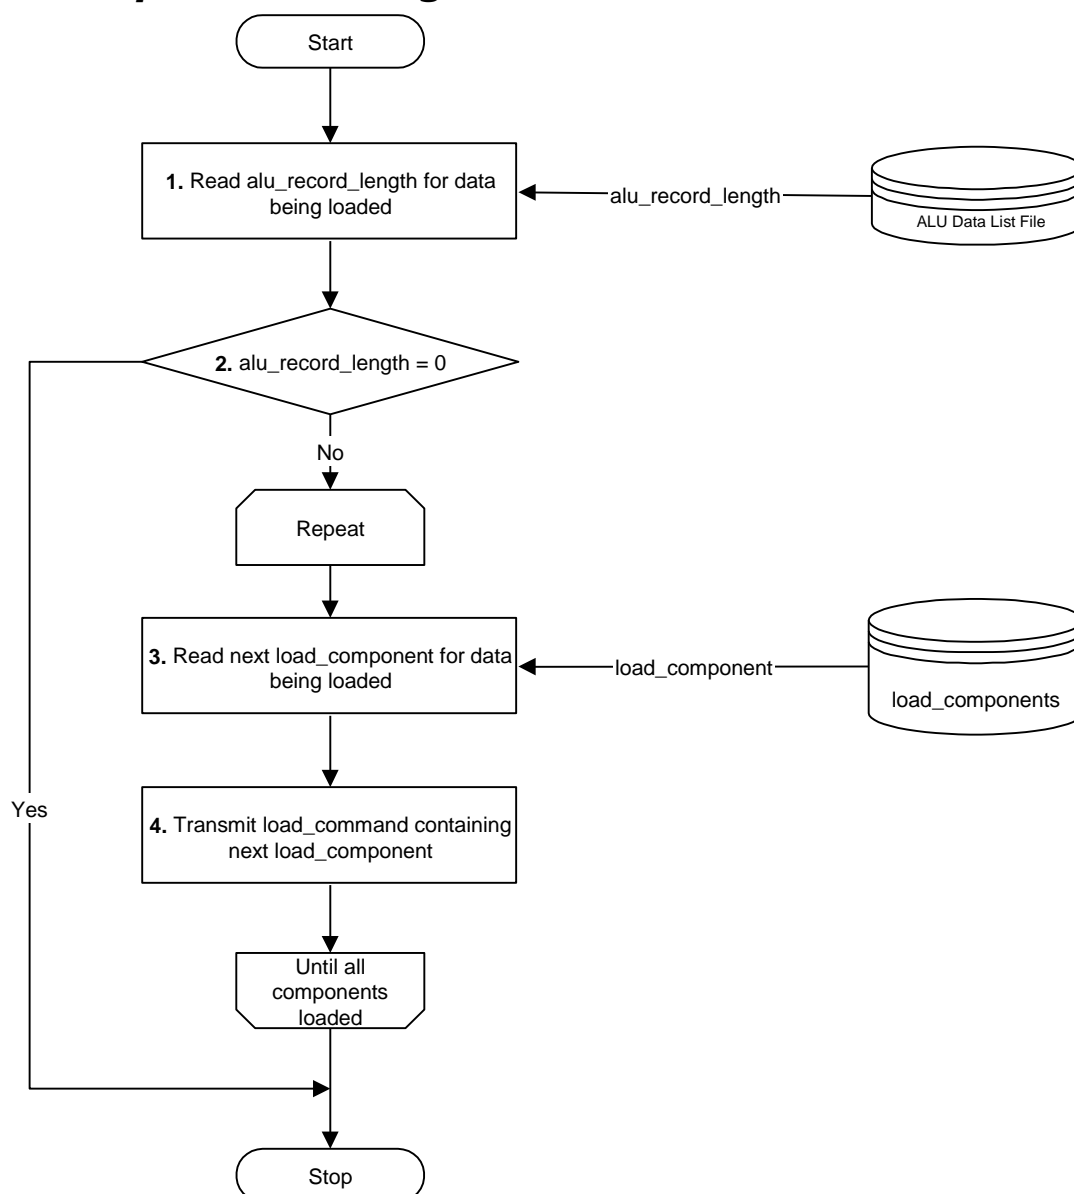 Start
1. Read alu_record_length for data
being loaded
alu_record_length
ALU Data List File
2. alu_record_length = 0
No
Repeat
3. Read next load_component for data
being loaded
load_component
load_components
Yes
4. Transmit load_command containing
next load_component
Until all
components
loaded
Stop